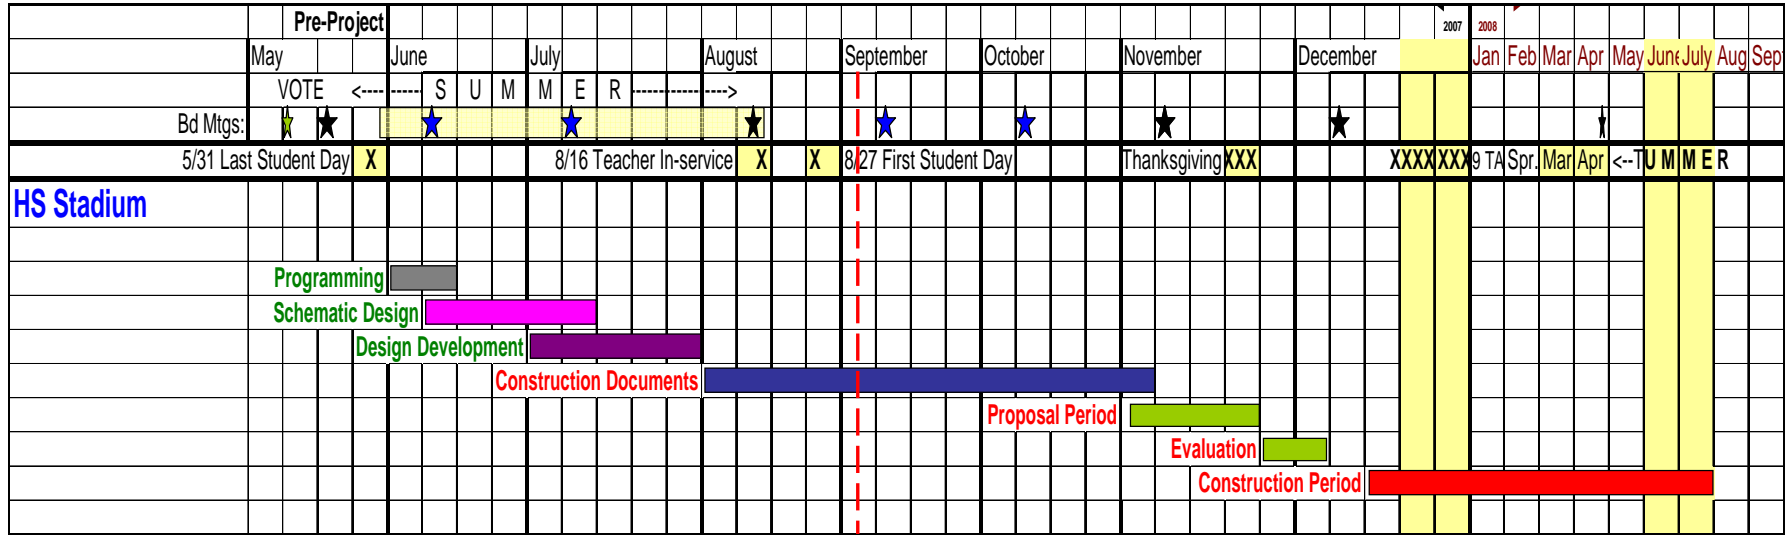 Pre-Project 2007 2008
May June July August September October November December Jan Feb Mar Apr May June July Aug Sep
VOTE <---- ------ S U M M E R ---------------->
Bd Mtgs:
5/31 Last Student Day X 8/16 Teacher In-service X X 8/27 First Student Day Thanksgiving XXX XXXX XXX 9 TA Spr. Mar Apr <--T U M M E R
HS Stadium
Programming
Schematic Design
Design Development
Construction Documents
Proposal Period
Evaluation
Construction Period